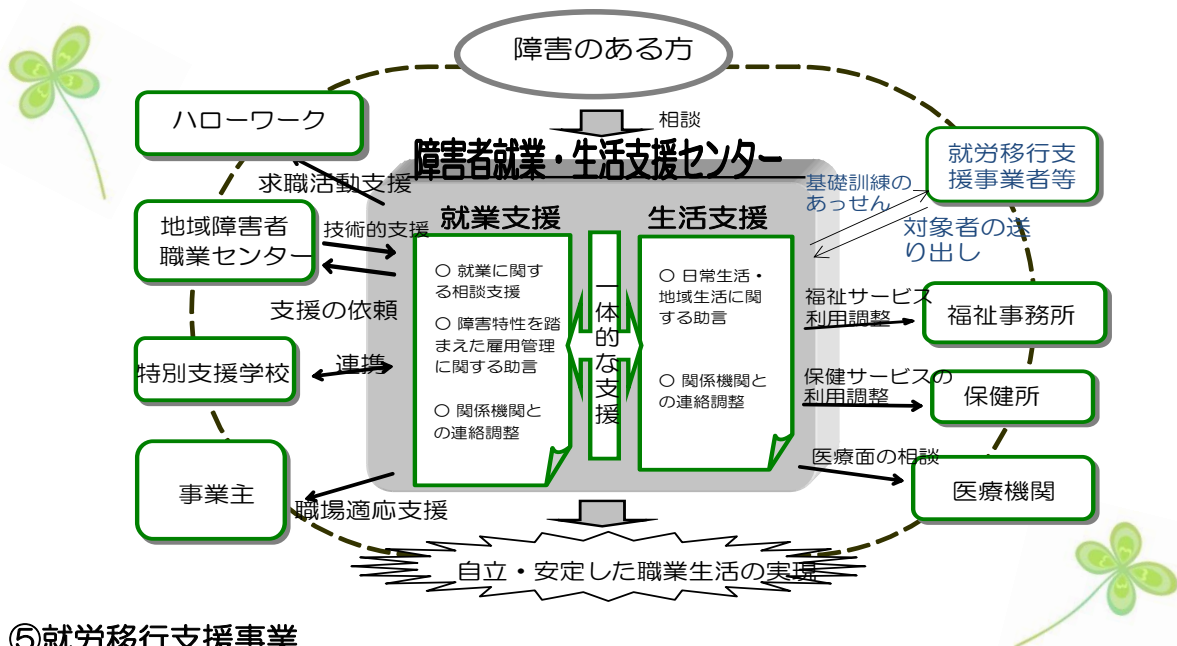 障害のある方
相談
障害者就業・生活支援センター
ハローワーク
求職活動支援
地域障害者
職業センター
技術的支援
支援の依頼
特別支援学校
連携
事業主
職場適応支援
就業支援
○ 就業に関す
る相談支援
○ 障害特性を踏
まえた雇用管理
に関する助言
○ 関係機関と
の連絡調整
一体的な支援
生活支援
○ 日常生活・
地域生活に関
する助言
○ 関係機関と
の連絡調整
就労移行支
援事業者等
基礎訓練の
あっせん
対象者の送
り出し
福祉サービス
利用調整
福祉事務所
保健サービスの
利用調整
保健所
医療面の相談
医療機関
自立・安定した職業生活の実現
⑤就労移行支援事業